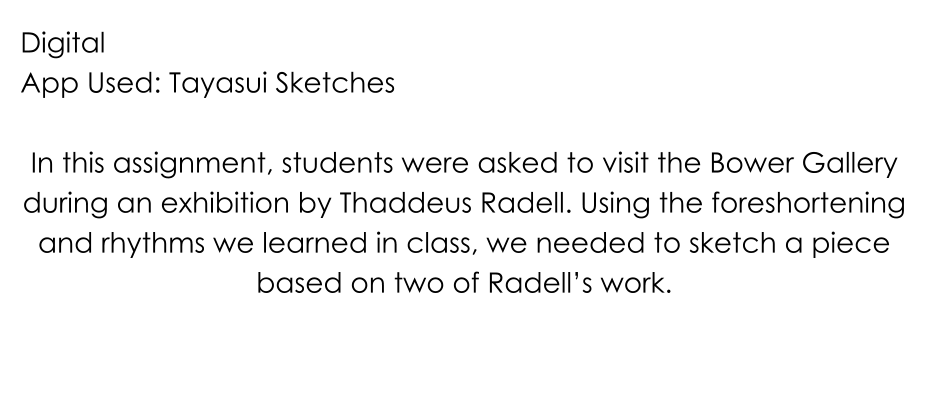 Digital
App Used: Tayasui Sketches
In this assignment, students were asked to visit the Bower Gallery
during an exhibition by Thaddeus Radell. Using the foreshortening
and rhythms we learned in class, we needed to sketch a piece
based on two of Radell’s work.